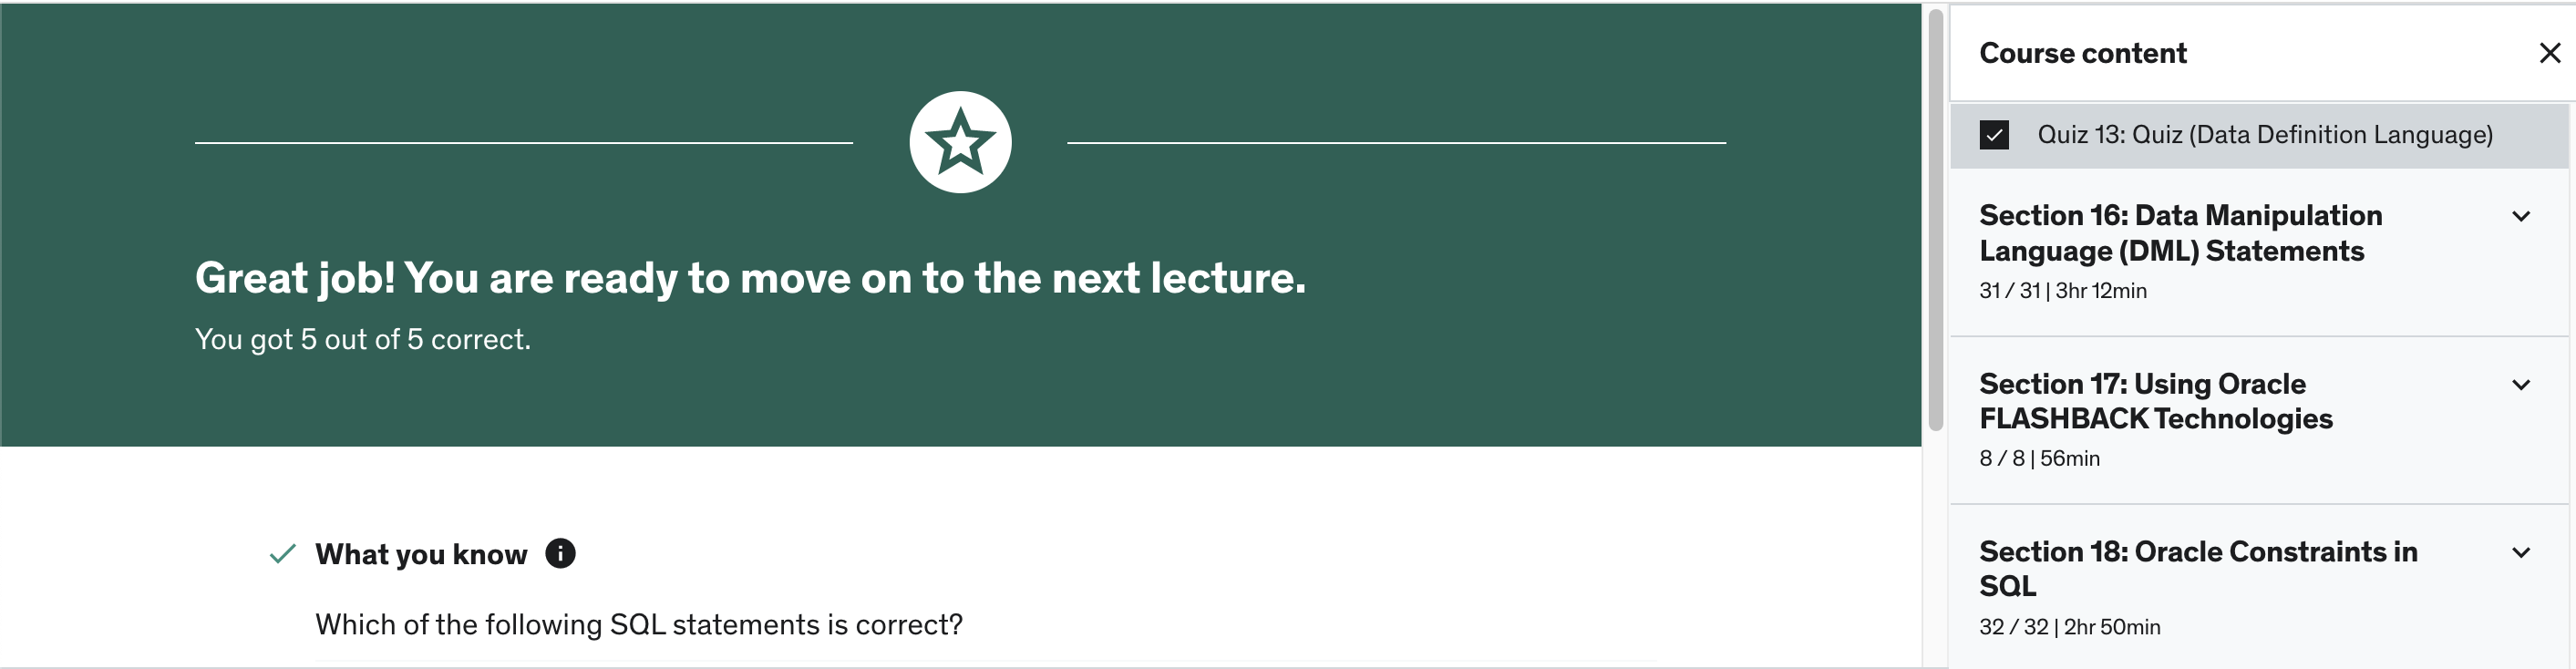 Great job! You are ready to move on to the next lecture.
You got 5 out of 5 correct.
What you know
Which of the following SQL statements is correct?
Course content
Quiz 13: Quiz (Data Definition Language)
Section 16: Data Manipulation
Language (DML) Statements
31 / 31 | 3hr 12min
Section 17: Using Oracle
FLASHBACK Technologies
8 / 8 | 56min
Section 18: Oracle Constraints in
SQL
32 / 32 | 2hr 50min